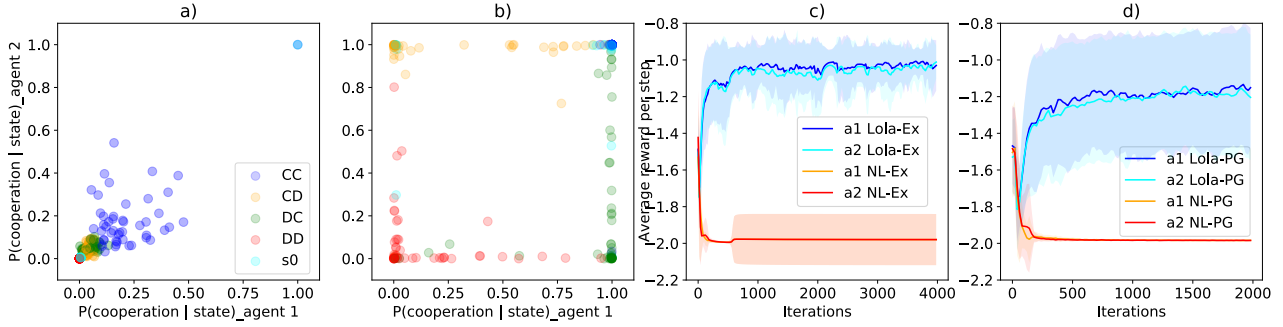 a)
P(cooperation | state)_agent 2
1.0
0.8
0.6
0.4
0.2
0.0
CC
CD
DC
DD
s0
0.00
0.25
0.50
0.75
1.00
P(cooperation | state)_agent 1
b)
1.0
0.8
0.6
0.4
0.2
0.0
0.00
0.25
0.50
0.75
1.00
P(cooperation | state)_agent 1
c)
Average reward per step
−0.8
−1.0
−1.2
−1.4
−1.6
−1.8
−2.0
−2.2
a1 Lola-Ex
a2 Lola-Ex
a1 NL-Ex
a2 NL-Ex
0
1000
2000
3000
4000
Iterations
d)
−0.8
−1.0
−1.2
−1.4
−1.6
−1.8
−2.0
−2.2
a1 Lola-PG
a2 Lola-PG
a1 NL-PG
a2 NL-PG
0
500
1000
1500
2000
Iterations